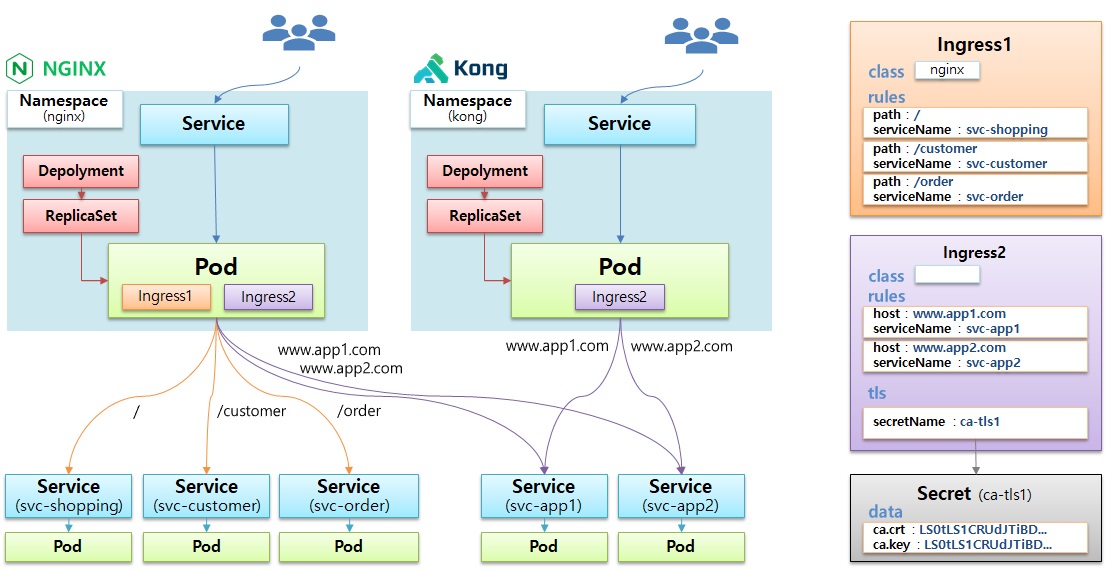 NGINX
Namespace
(nginx)
Service
Depolyment
ReplicaSet
Pod
Ingress1
Ingress2
Kong
Namespace
(kong)
Service
Depolyment
ReplicaSet
Pod
Ingress2
www.app1.com
www.app2.com
www.app1.com
www.app2.com
/
/customer
/order
Service
(svc-shopping)
Service
(svc-customer)
Service
(svc-order)
Service
(svc-app1)
Service
(svc-app2)
Pod
Pod
Pod
Pod
Pod
Ingress1
class
nginx
rules
path : /
serviceName : svc-shopping
path : /customer
serviceName : svc-customer
path : /order
serviceName : svc-order
Ingress2
class
rules
host : www.app1.com
serviceName : svc-app1
host : www.app2.com
serviceName : svc-app2
tls
secretName : ca-tls1
Secret (ca-tls1)
data
ca.crt : LS0tLS1CRUdJTiBD...
ca.key : LS0tLS1CRUdJTiBD...